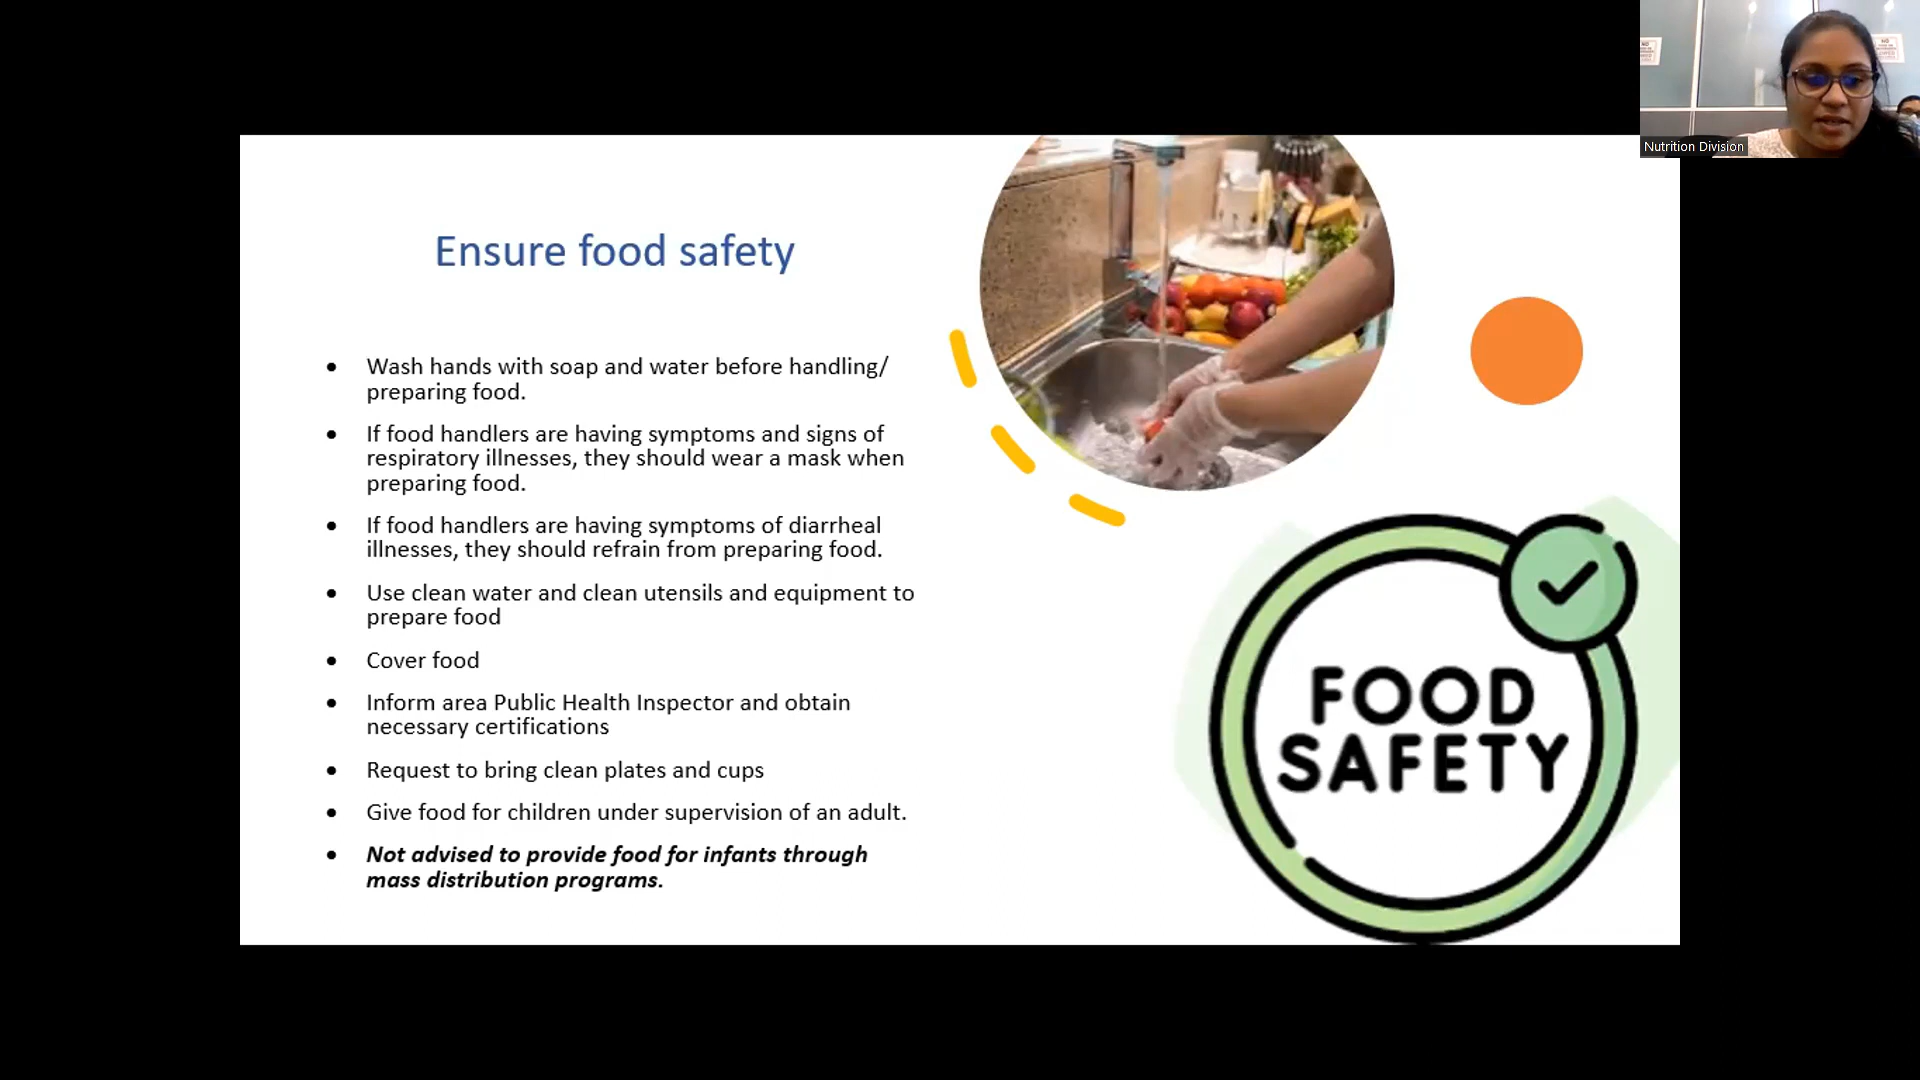 Nutrition Division
Ensure food safety
• Wash hands with soap and water before handling/
preparing food.
• If food handlers are having symptoms and signs of
respiratory illnesses, they should wear a mask when
preparing food.
• If food handlers are having symptoms of diarrheal
illnesses, they should refrain from preparing food.
• Use clean water and clean utensils and equipment to
prepare food
• Cover food
• Inform area Public Health Inspector and obtain
necessary certifications
• Request to bring clean plates and cups
• Give food for children under supervision of an adult.
• Not advised to provide food for infants through
mass distribution programs.
FOOD
SAFETY
NO
NO